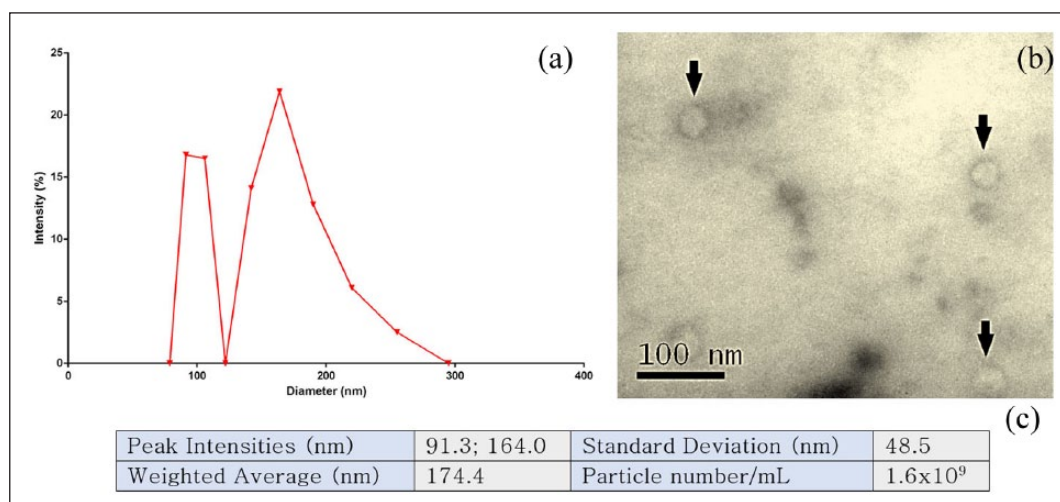 (a)
25
20
15
10
5
0
Intensity (%)
0 100 200 300 400
Diameter (nm)
(b)
100 nm
(c)
Peak Intensities (nm) 91.3; 164.0 Standard Deviation (nm) 48.5
Weighted Average (nm) 174.4 Particle number/mL 1.6x10⁹